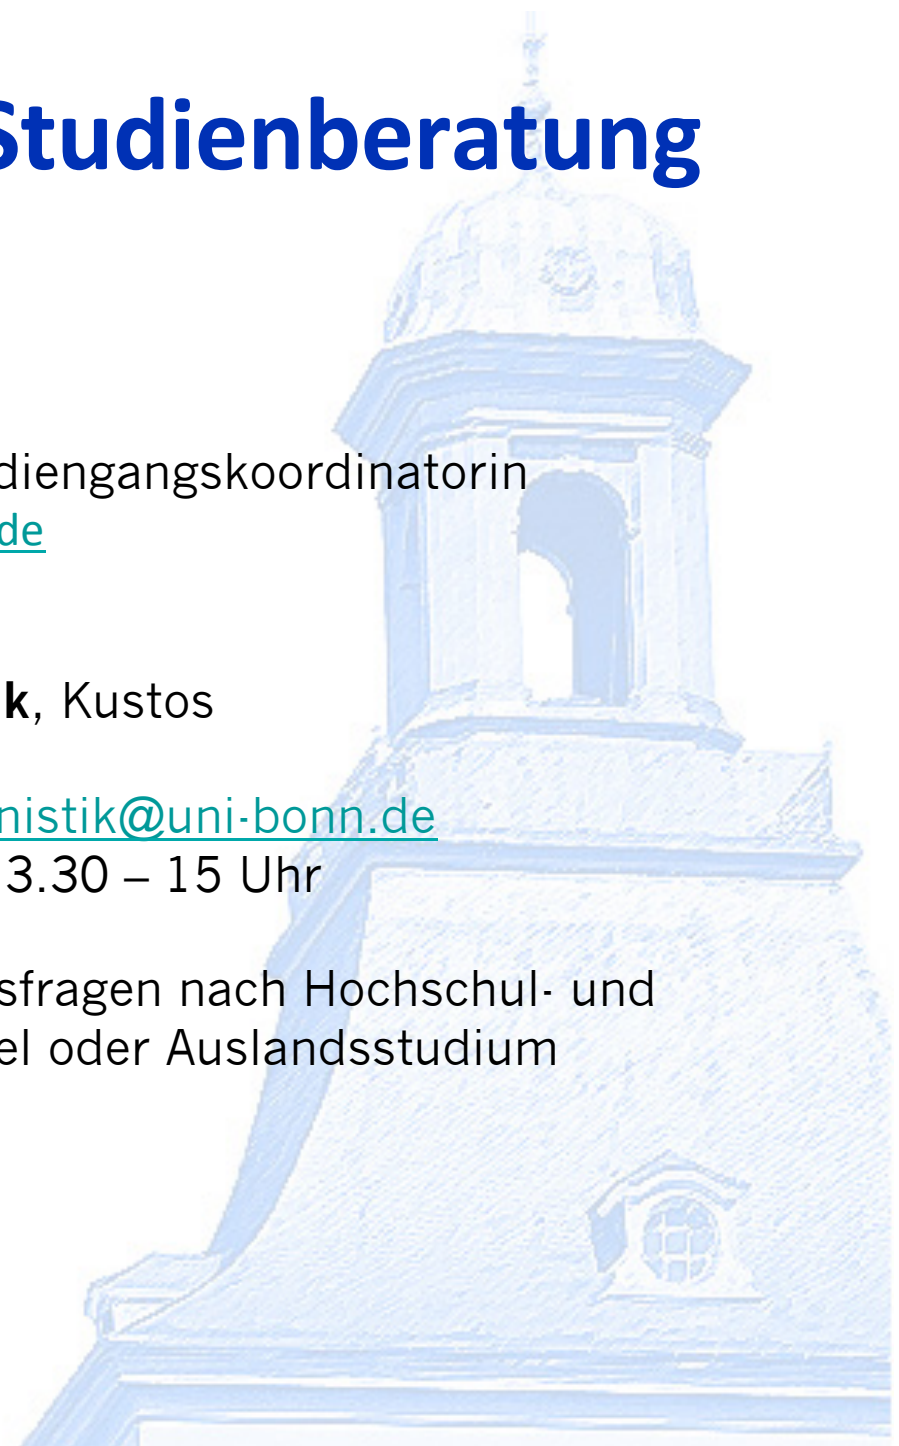 Studienberatung
diengangskoordinatorin
de
k, Kustos
nistik@uni-bonn.de
3.30 – 15 Uhr
sfragen nach Hochschul- und
el oder Auslandsstudium